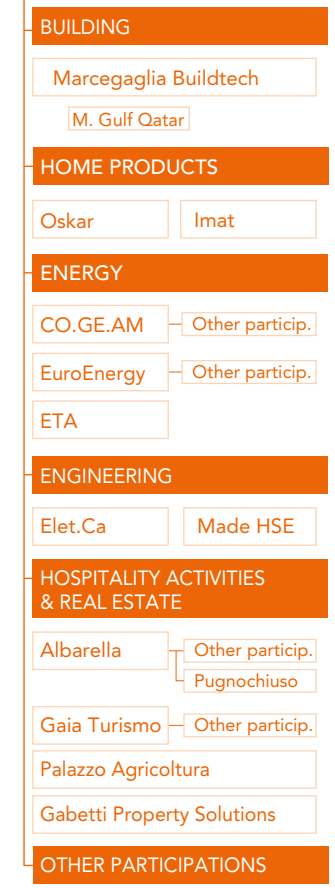 BUILDING
Marcegaglia Buildtech
M. Gulf Qatar
HOME PRODUCTS
Oskar Imat
ENERGY
CO.GE.AM Other particip.
EuroEnergy Other particip.
ETA
ENGINEERING
Elet.Ca Made HSE
HOSPITALITY ACTIVITIES
& REAL ESTATE
Albarella Other particip.
Pugnochiuso
Gaia Turismo Other particip.
Palazzo Agricoltura
Gabetti Property Solutions
OTHER PARTICIPATIONS